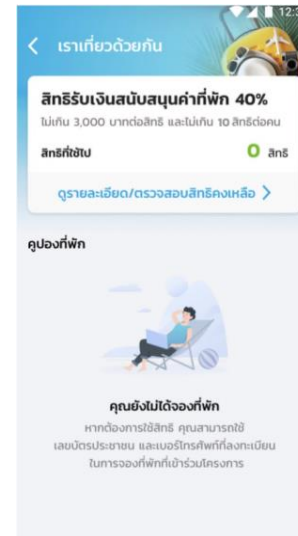 12:3
เราเที่ยวด้วยกัน
สิทธิรับเงินสนับสนุนค่าที่พัก 40%
ไม่เกิน 3,000 บาทต่อสิทธิ และไม่เกิน 10 สิทธิต่อคน
สิทธิที่ใช้ไป 0 สิทธิ
ดูรายละเอียด/ตรวจสอบสิทธิคงเหลือ
คูปองที่พัก
คุณยังไม่ได้จองที่พัก
หากต้องการใช้สิทธิ คุณสามารถใช้
เลขบัตรประชาชน และเบอร์โทรศัพท์ที่ลงทะเบียน
ในการจองที่พักที่เข้าร่วมโครงการ